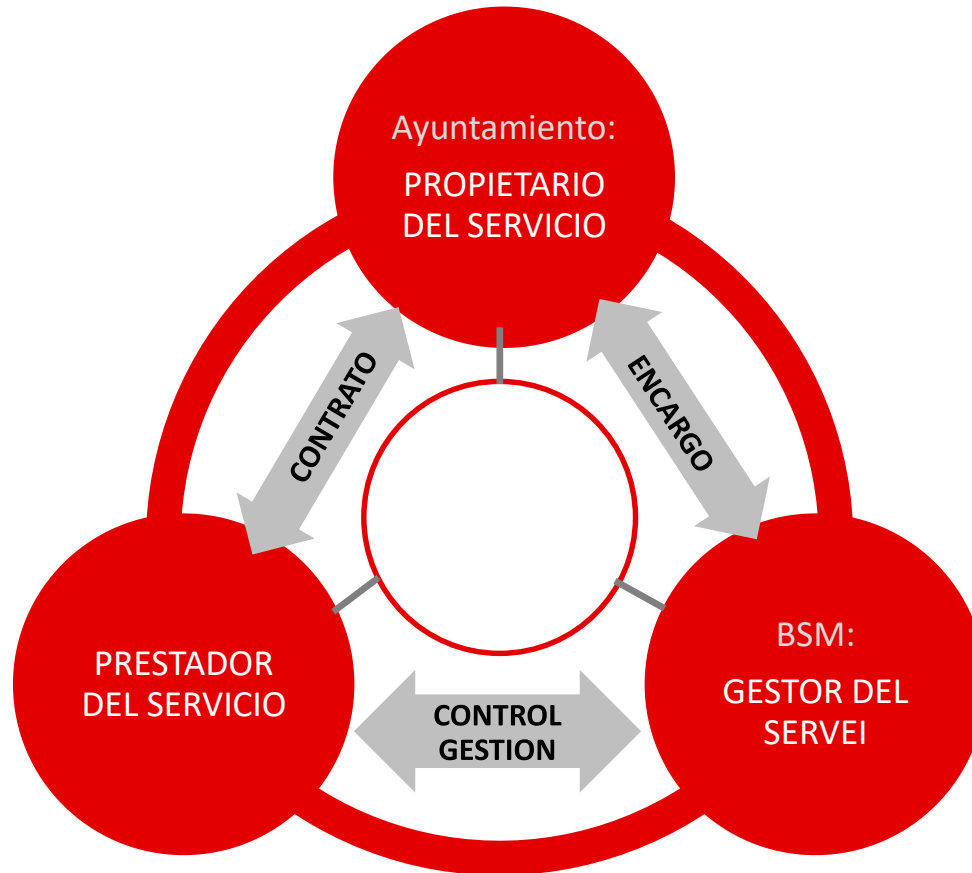 Ayuntamiento:
PROPIETARIO
DEL SERVICIO
CONTRATO
ENCARGO
PRESTADOR
DEL SERVICIO
CONTROL
GESTION
BSM:
GESTOR DEL
SERVEI